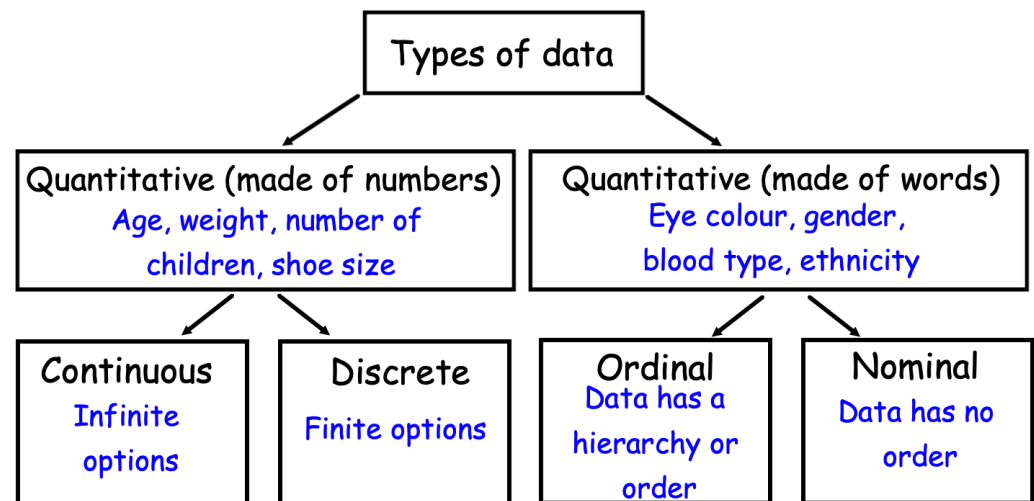 Types of data
Quantitative (made of numbers)
Age, weight, number of
children, shoe size
Quantitative (made of words)
Eye colour, gender,
blood type, ethnicity
Continuous
Infinite
options
Discrete
Finite options
Ordinal
Data has a
hierarchy or
order
Nominal
Data has no
order